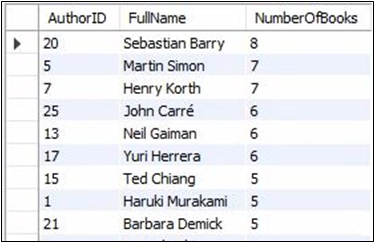 AuthorID FullName NumberOfBooks
20 Sebastian Barry 8
5 Martin Simon 7
7 Henry Korth 7
25 John Carré 6
13 Neil Gaiman 6
17 Yuri Herrera 6
15 Ted Chiang 5
1 Haruki Murakami 5
21 Barbara Demick 5